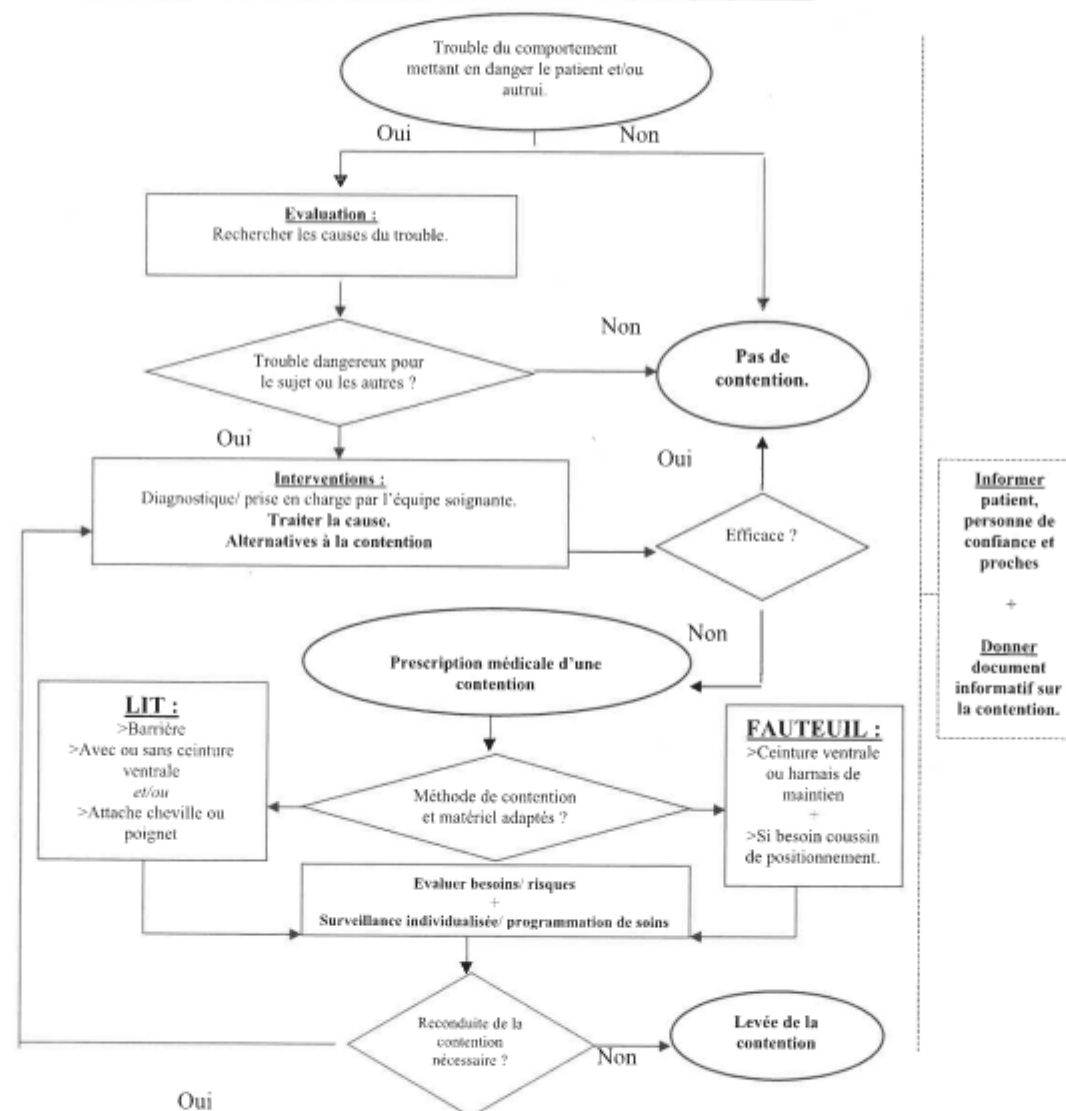 Trouble du comportement
mettant en danger le patient et/ou
autrui.
Oui
Non
Evaluation :
Rechercher les causes du trouble.
Trouble dangereux pour
le sujet ou les autres ?
Non
Pas de
contention.
Oui
Interventions :
Diagnostique/ prise en charge par l'équipe soignante.
Traiter la cause.
Alternatives à la contention
Oui
Efficace ?
Non
Informer
patient,
personne de
confiance et
proches
+
Donner
document
informatif sur
la contention.
Prescription médicale d'une
contention
LIT :
>Barrière
>Avec ou sans ceinture
ventrale
et/ou
>Attache cheville ou
poignet
Méthode de contention
et matériel adaptés ?
FAUTEUIL :
>Ceinture ventrale
ou harnais de
maintien
+
>Si besoin coussin
de positionnement.
Evaluer besoins/ risques
+
Surveillance individualisée/ programmation de soins
Reconduite de la
contention
nécessaire ?
Non
Levée de la
contention
Oui